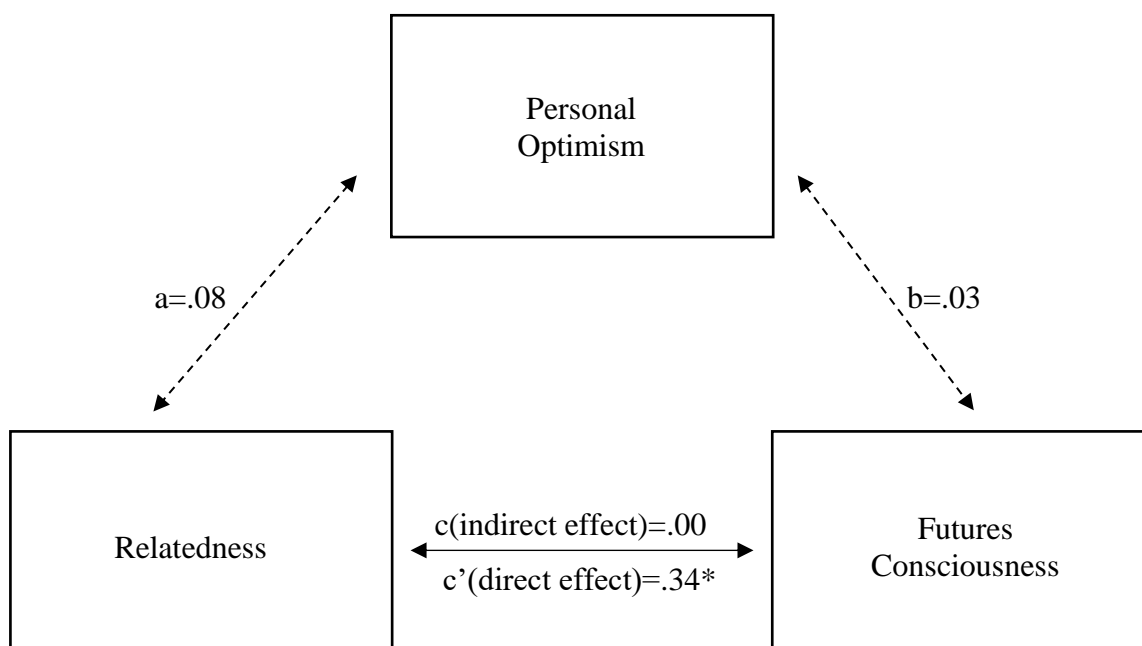 Personal
Optimism
a=.08
b=.03
Relatedness
c(indirect effect)=.00
c’(direct effect)=.34*
Futures
Consciousness